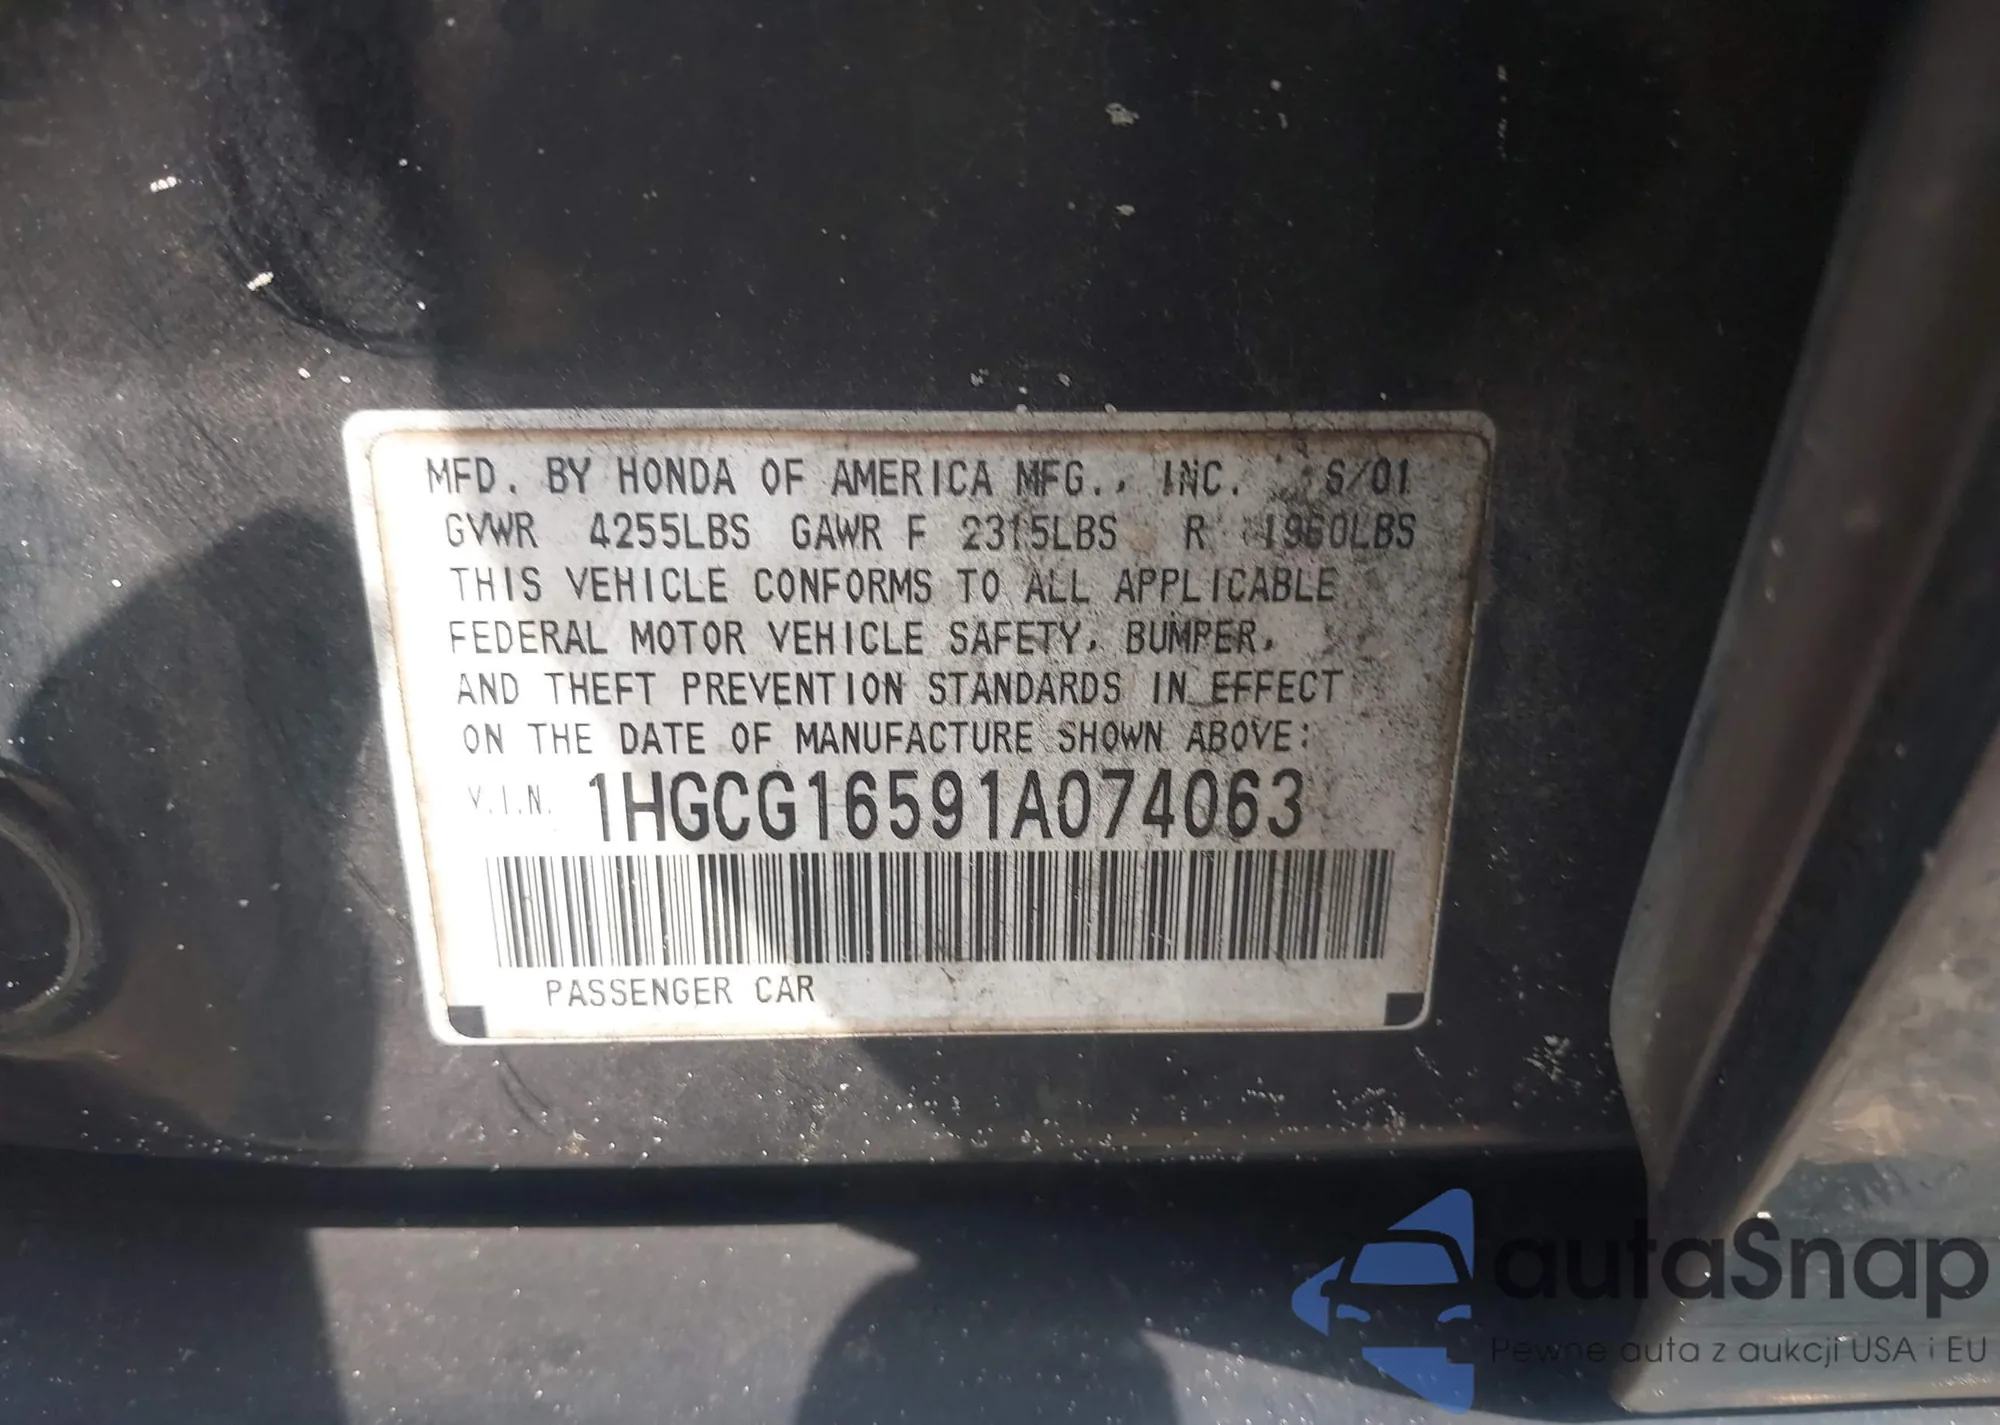 MFD. BY HONDA OF AMERICA MFG., INC. 6/01
GVWR 4255LBS GAWR F 2315LBS R 1960LBS
THIS VEHICLE CONFORMS TO ALL APPLICABLE
FEDERAL MOTOR VEHICLE SAFETY, BUMPER,
AND THEFT PREVENTION STANDARDS IN EFFECT
ON THE DATE OF MANUFACTURE SHOWN ABOVE:
V.I.N. 1HGCG16591A074063
PASSENGER CAR
autaSnap
Pewne auta z aukcji USA i EU